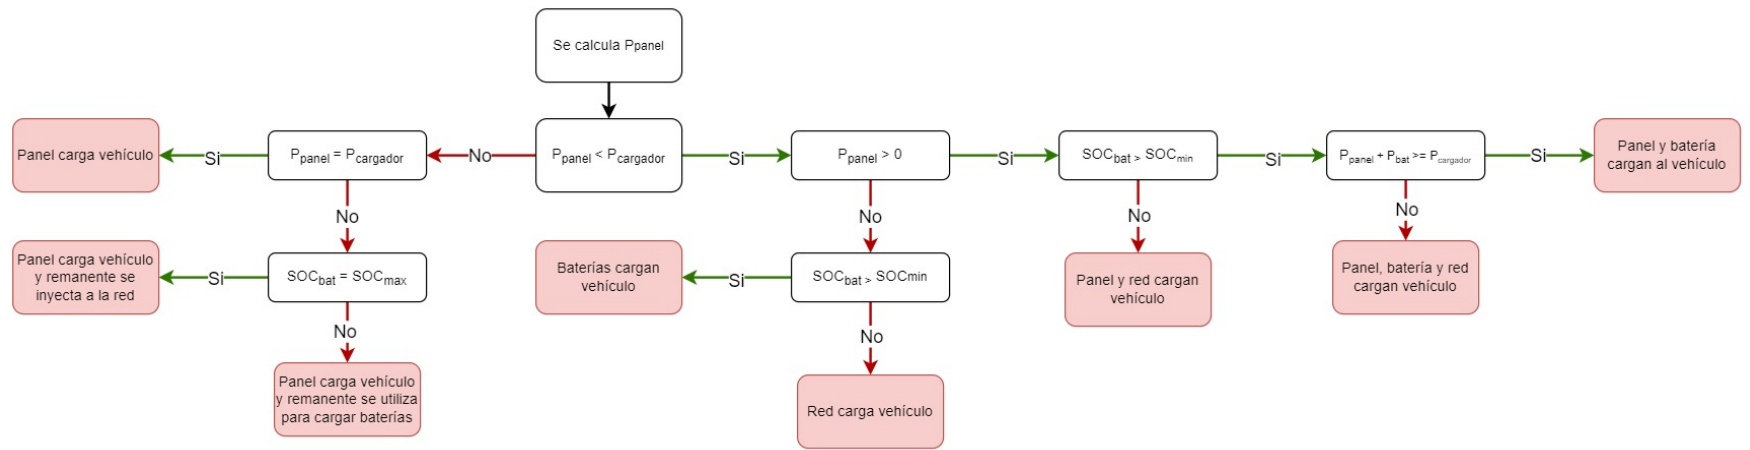 Se calcula Ppanel
Panel carga vehículo
Si
Ppanel = Pcargador
No
Ppanel < Pcargador
Si
Ppanel > 0
Si
SOCbat > SOCmin
Si
Ppanel + Pbat >= Pcargador
Si
Panel y batería
cargan al vehículo
No
No
No
No
Panel carga vehículo
y remanente se
inyecta a la red
Si
SOCbat = SOCmax
Baterías cargan
vehículo
Si
SOCbat > SOCmin
Panel y red cargan
vehículo
Panel, batería y red
cargan vehículo
No
No
Panel carga vehículo
y remanente se utiliza
para cargar baterías
Red carga vehículo